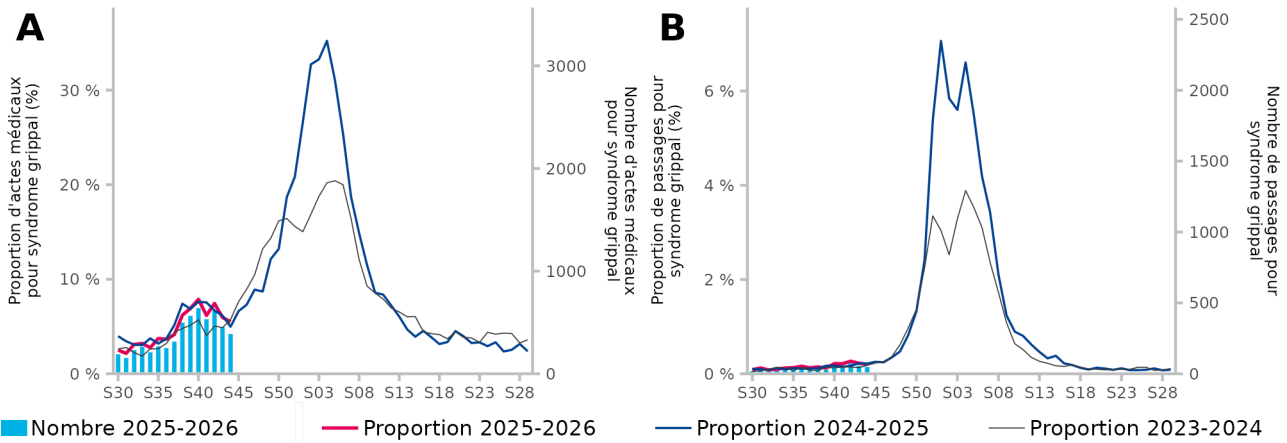 A
Proportion d'actes médicaux
pour syndrome grippal (%)
30 %
20 %
10 %
0 %
3000
2000
1000
0
Nombre d'actes médicaux
pour syndrome grippal
S30 S35 S40 S45 S50 S03 S08 S13 S18 S23 S28
B
Proportion de passages pour
syndrome grippal (%)
6 %
4 %
2 %
0 %
2500
2000
1500
1000
500
0
Nombre de passages pour
syndrome grippal
S30 S35 S40 S45 S50 S03 S08 S13 S18 S23 S28
Nombre 2025-2026 Proportion 2025-2026 Proportion 2024-2025 Proportion 2023-2024